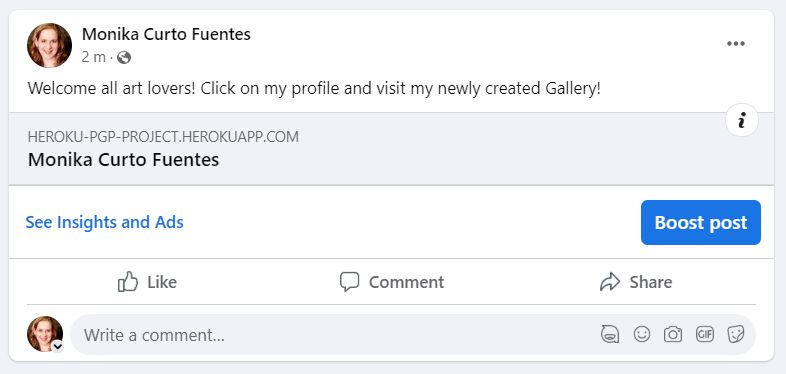 Monika Curto Fuentes
2 m ·
Welcome all art lovers! Click on my profile and visit my newly created Gallery!
i
HEROKU-PGP-PROJECT.HEROKUAPP.COM
Monika Curto Fuentes
See Insights and Ads
Boost post
Like
Comment
Share
Write a comment...
GIF